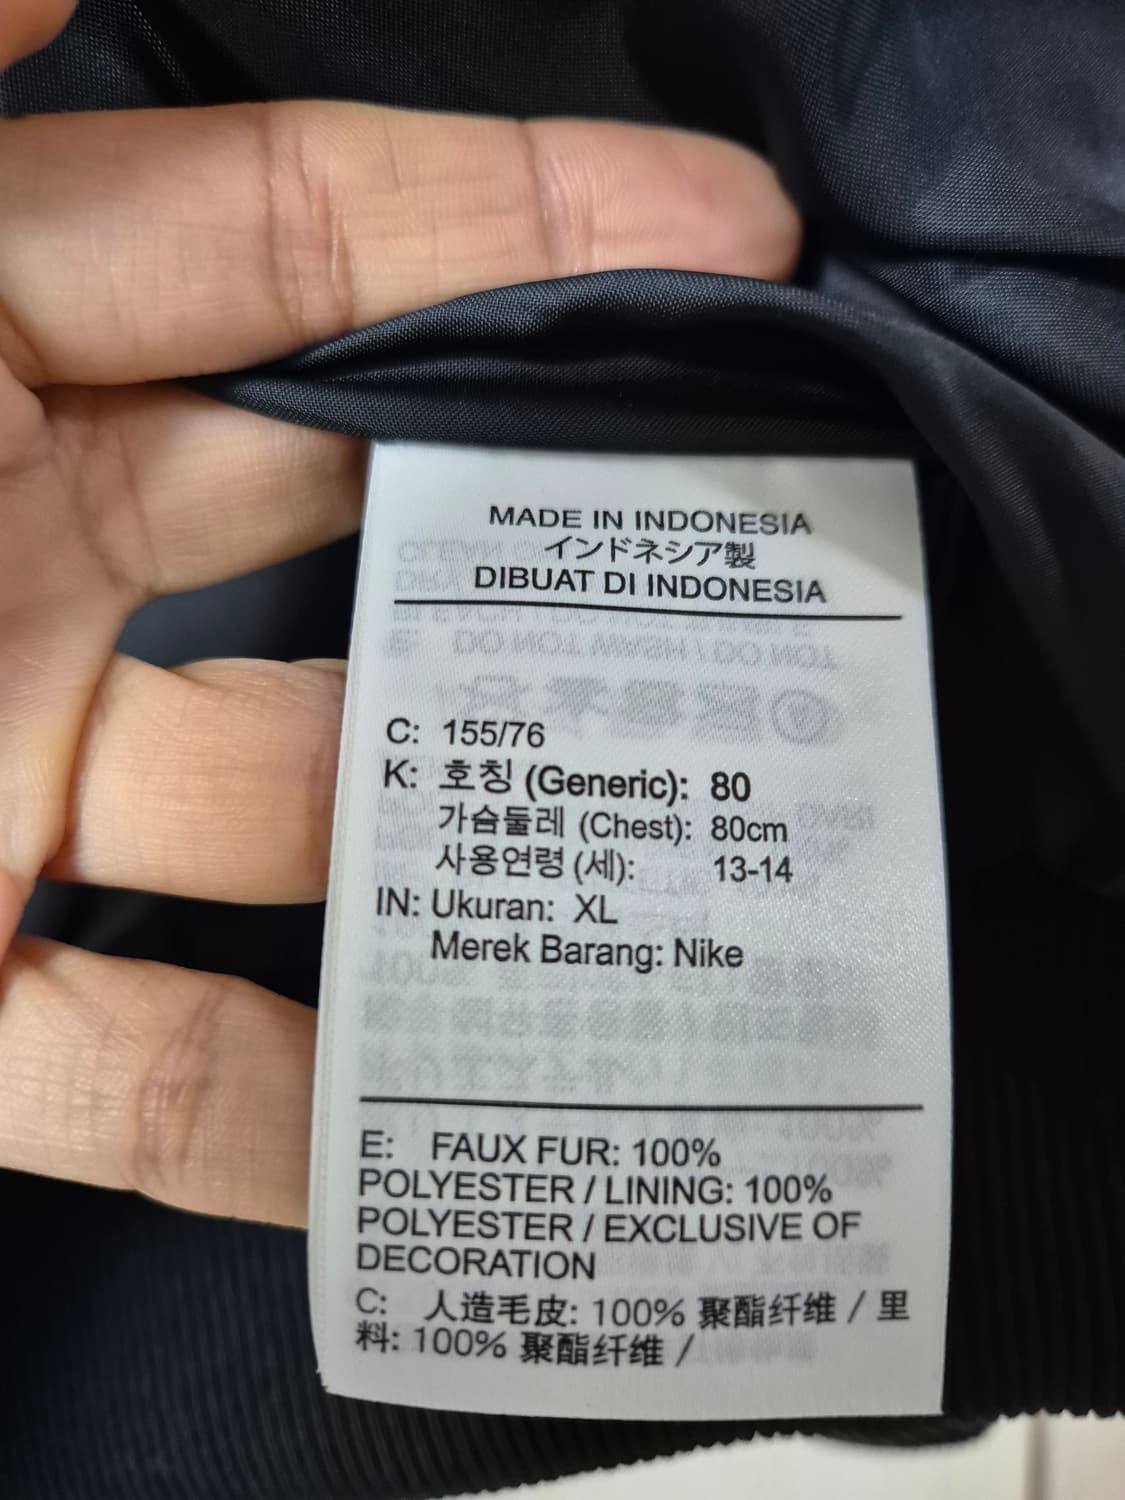 MADE IN INDONESIA
インドネシア製
DIBUAT DI INDONESIA
C: 155/76
K: 호칭 (Generic): 80
가슴둘레 (Chest): 80cm
사용연령 (세): 13-14
IN: Ukuran: XL
Merek Barang: Nike
E: FAUX FUR: 100%
POLYESTER / LINING: 100%
POLYESTER / EXCLUSIVE OF
DECORATION
C: 人造毛皮: 100% 聚酯纤维 / 里
料: 100% 聚酯纤维 /